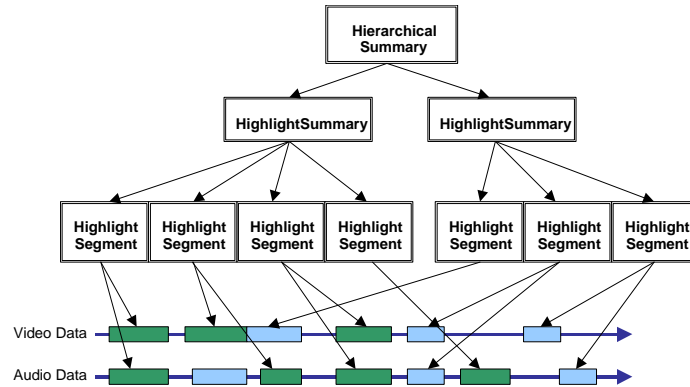 Hierarchical
Summary
HighlightSummary
HighlightSummary
Highlight
Segment
Highlight
Segment
Highlight
Segment
Highlight
Segment
Highlight
Segment
Highlight
Segment
Highlight
Segment
Video Data
Audio Data